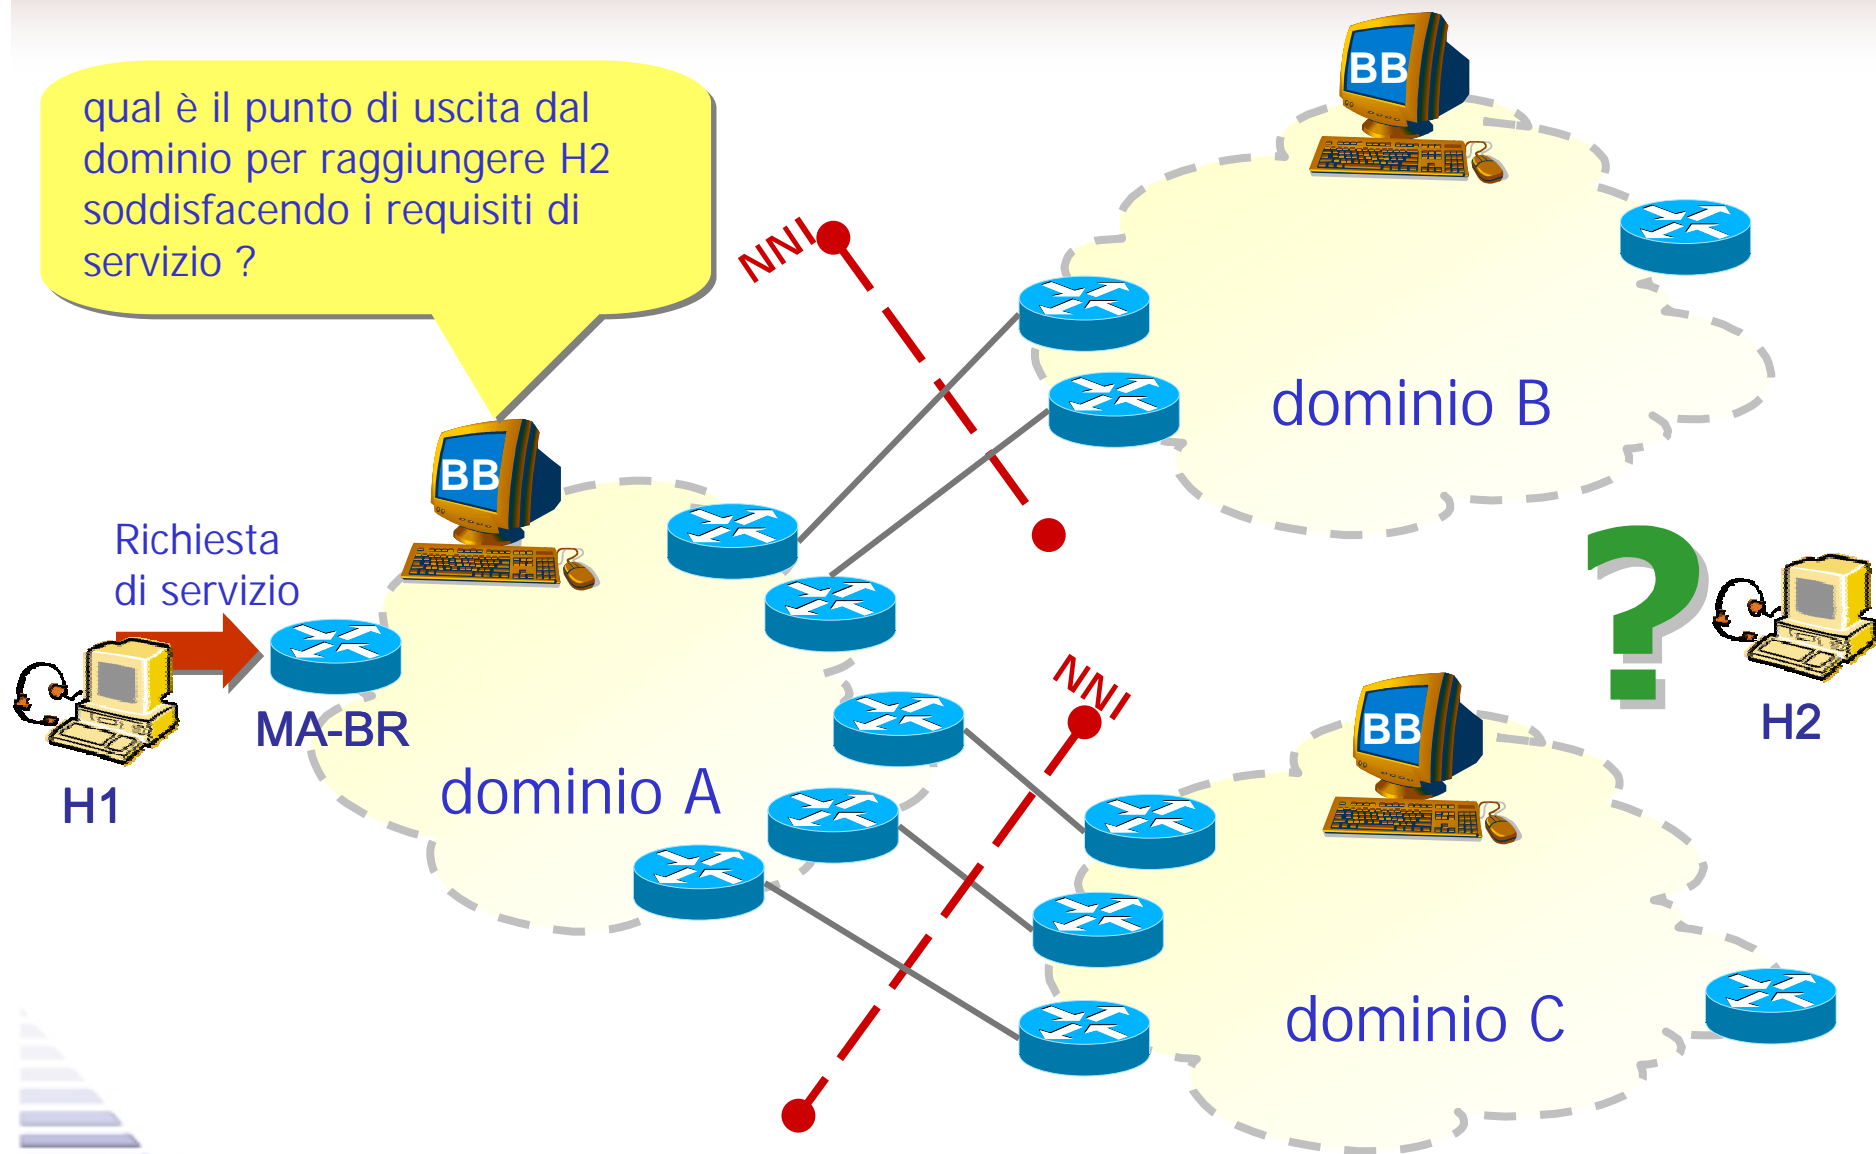 qual è il punto di uscita dal
dominio per raggiungere H2
soddisfacendo i requisiti di
servizio ?
BB
NNI
dominio B
BB
Richiesta
di servizio
MA-BR
H1
dominio A
NNI
BB
H2
?
dominio C